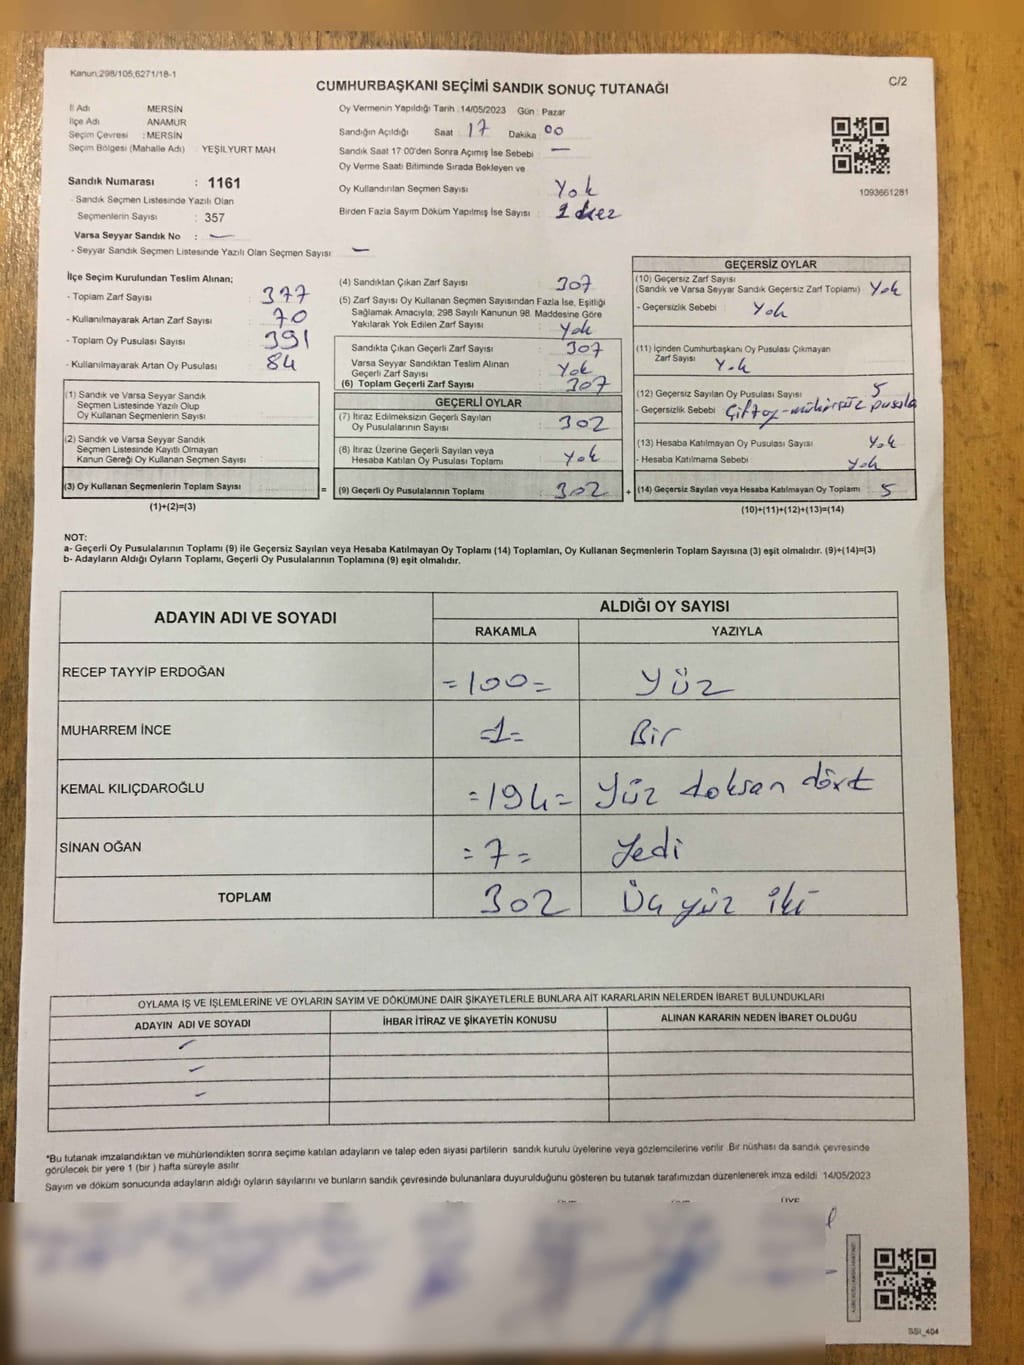 Kanun:298/105,6271/18-1
C/2
CUMHURBAŞKANI SEÇİMİ SANDIK SONUÇ TUTANAĞI
İl Adı MERSİN
İlçe Adı ANAMUR
Seçim Çevresi : MERSİN
Seçim Bölgesi (Mahalle Adı) : YEŞİLYURT MAH.
Sandık Numarası : 1161
- Sandık Seçmen Listesinde Yazılı Olan
Seçmenlerin Sayısı : 357
Varsa Seyyar Sandık No : —
- Seyyar Sandık Seçmen Listesinde Yazılı Olan Seçmen Sayısı: —
Oy Vermenin Yapıldığı Tarih :14/05/2023 Gün : Pazar
Sandığın Açıldığı Saat 17 Dakika 00
Sandık Saat 17:00'den Sonra Açımış İse Sebebi : —
Oy Verme Saati Bitiminde Sırada Bekleyen ve
Oy Kullandırılan Seçmen Sayısı : Yok
Birden Fazla Sayım Döküm Yapılmış İse Sayısı :
1093661281
İlçe Seçim Kurulundan Teslim Alınan;
- Toplam Zarf Sayısı : 377
- Kullanılmayarak Artan Zarf Sayısı : 70
- Toplam Oy Pusulası Sayısı : 391
- Kullanılmayarak Artan Oy Pusulası : 84
(1) Sandık ve Varsa Seyyar Sandık
Seçmen Listesinde Yazılı Olup
Oy Kullanan Seçmenlerin Sayısı :
(2) Sandık ve Varsa Seyyar Sandık
Seçmen Listesinde Kayıtlı Olmayan
Kanun Gereği Oy Kullanan Seçmen Sayısı :
(3) Oy Kullanan Seçmenlerin Toplam Sayısı =
(1)+(2)=(3)
(4) Sandıktan Çıkan Zarf Sayısı : 307
(5) Zarf Sayısı Oy Kullanan Seçmen Sayısından Fazla İse, Eşitliği
Sağlamak Amacıyla, 298 Sayılı Kanunun 98. Maddesine Göre
Yakılarak Yok Edilen Zarf Sayısı : Yok
Sandıkta Çıkan Geçerli Zarf Sayısı : 307
Varsa Seyyar Sandıktan Teslim Alınan
Geçerli Zarf Sayısı : Yok
(6) Toplam Geçerli Zarf Sayısı : 307
GEÇERLİ OYLAR
(7) İtiraz Edilmeksizin Geçerli Sayılan
Oy Pusulalarının Sayısı : 302
(8) İtiraz Üzerine Geçerli Sayılan veya
Hesaba Katılan Oy Pusulası Toplamı : Yok
(9) Geçerli Oy Pusulalarının Toplamı : 302 +
GEÇERSİZ OYLAR
(10) Geçersiz Zarf Sayısı
(Sandık ve Varsa Seyyar Sandık Geçersiz Zarf Toplamı) : Yok
- Geçersizlik Sebebi : Yok
(11) İçinden Cumhurbaşkanı Oy Pusulası Çıkmayan
Zarf Sayısı : Yok
(12) Geçersiz Sayılan Oy Pusulası Sayısı : 5
- Geçersizlik Sebebi : Çift oy - mühürsüz pusula
(13) Hesaba Katılmayan Oy Pusulası Sayısı : Yok
- Hesaba Katılmama Sebebi : Yok
(14) Geçersiz Sayılan veya Hesaba Katılmayan Oy Toplamı : 5
(10)+(11)+(12)+(13)=(14)
NOT:
a- Geçerli Oy Pusulalarının Toplamı (9) ile Geçersiz Sayılan veya Hesaba Katılmayan Oy Toplamı (14) Toplamları, Oy Kullanan Seçmenlerin Toplam Sayısına (3) eşit olmalıdır. (9)+(14)=(3)
b- Adayların Aldığı Oyların Toplamı, Geçerli Oy Pusulalarının Toplamına (9) eşit olmalıdır.
ADAYIN ADI VE SOYADI ALDIĞI OY SAYISI
RAKAMLA YAZIYLA
RECEP TAYYİP ERDOĞAN =100= Yüz
MUHARREM İNCE =1= Bir
KEMAL KILIÇDAROĞLU =194= Yüz doksan dört
SİNAN OĞAN =7= Yedi
TOPLAM 302 Üç yüz iki
OYLAMA İŞ VE İŞLEMLERİNE VE OYLARIN SAYIM VE DÖKÜMÜNE DAİR ŞİKAYETLERLE BUNLARA AİT KARARLARIN NELERDEN İBARET BULUNDUKLARI
ADAYIN ADI VE SOYADI İHBAR İTİRAZ VE ŞİKAYETİN KONUSU ALINAN KARARIN NEDEN İBARET OLDUĞU
*Bu tutanak imzalandıktan ve mühürlendikten sonra seçime katılan adayların ve talep eden siyasi partilerin sandık kurulu üyelerine veya gözlemcilerine verilir. Bir nüshası da sandık çevresinde
görülecek bir yere 1 (bir ) hafta süreyle asılır.
Sayım ve döküm sonucunda adayların aldığı oyların sayılarını ve bunların sandık çevresinde bulunanlara duyurulduğunu gösteren bu tutanak tarafımızdan düzenlenerek imza edildi. 14/05/2023
ÜYE
SSI_404